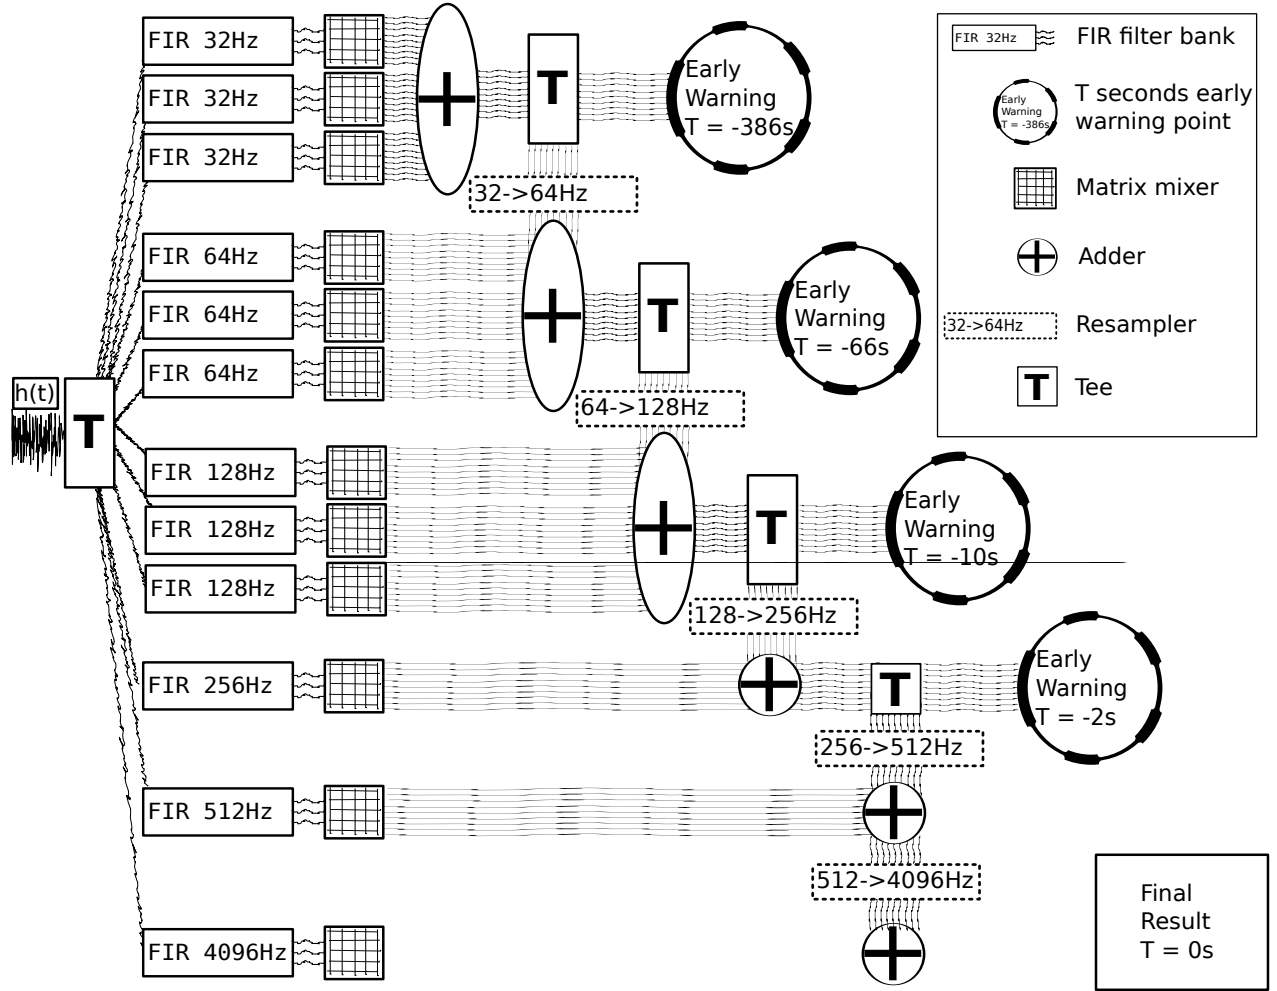 FIR 32Hz
FIR 32Hz
FIR 32Hz
T
Early
Warning
T = -386s
32->64Hz
FIR 64Hz
FIR 64Hz
FIR 64Hz
T
Early
Warning
T = -66s
h(t)
T
64->128Hz
FIR 128Hz
FIR 128Hz
FIR 128Hz
T
Early
Warning
T = -10s
128->256Hz
FIR 256Hz
T
Early
Warning
T = -2s
256->512Hz
FIR 512Hz
512->4096Hz
FIR 4096Hz
Final
Result
T = 0s
FIR 32Hz
FIR filter bank
Early
Warning
T = -386s
T seconds early
warning point
Matrix mixer
Adder
32->64Hz
Resampler
T
Tee